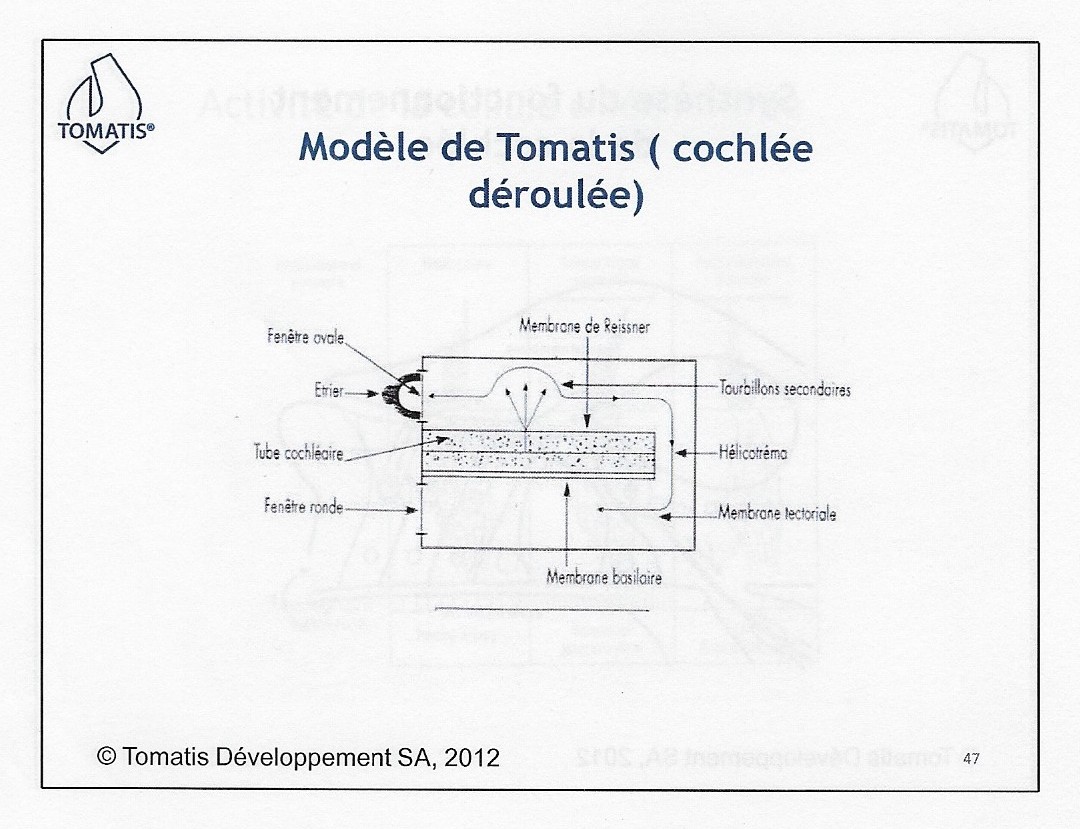 TOMATIS®
Modèle de Tomatis ( cochlée
déroulée)
Membrane de Reissner
Fenêtre ovale
Etrier
Tourbillons secondaires
Tube cochléaire
Hélicotréma
Fenêtre ronde
Membrane tectoriale
Membrane basilaire
© Tomatis Développement SA, 2012
47